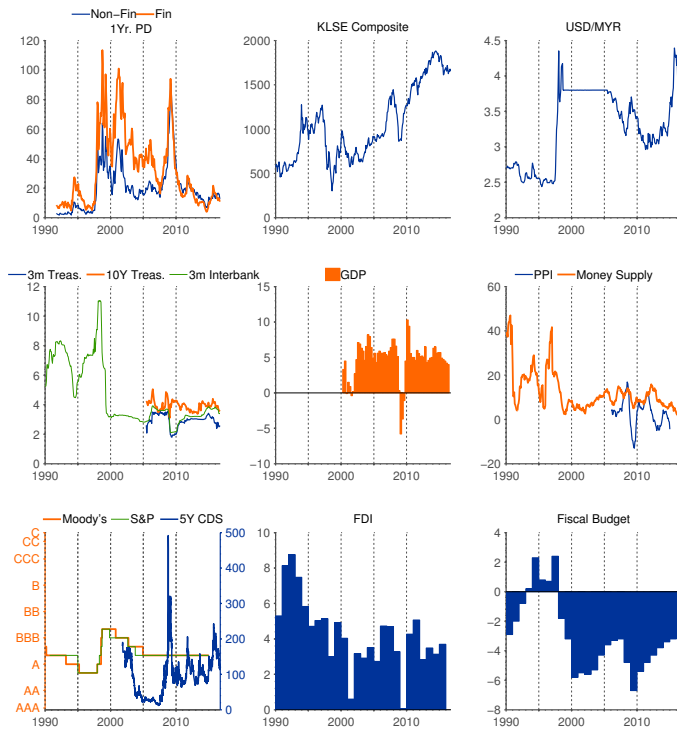 Non-Fin Fin
1Yr. PD
120
100
80
60
40
20
0
1990 2000 2010
KLSE Composite
2000
1500
1000
500
0
1990 2000 2010
USD/MYR
4.5
4
3.5
3
2.5
2
1990 2000 2010
3m Treas. 10Y Treas. 3m Interbank
12
10
8
6
4
2
0
1990 2000 2010
GDP
15
10
5
0
−5
−10
1990 2000 2010
PPI Money Supply
60
40
20
0
−20
1990 2000 2010
Moody's S&P 5Y CDS
C
CC
CCC
B
BB
BBB
A
AA
AAA
500
400
300
200
100
0
1990 2000 2010
FDI
10
8
6
4
2
0
1990 2000 2010
Fiscal Budget
4
2
0
−2
−4
−6
−8
1990 2000 2010